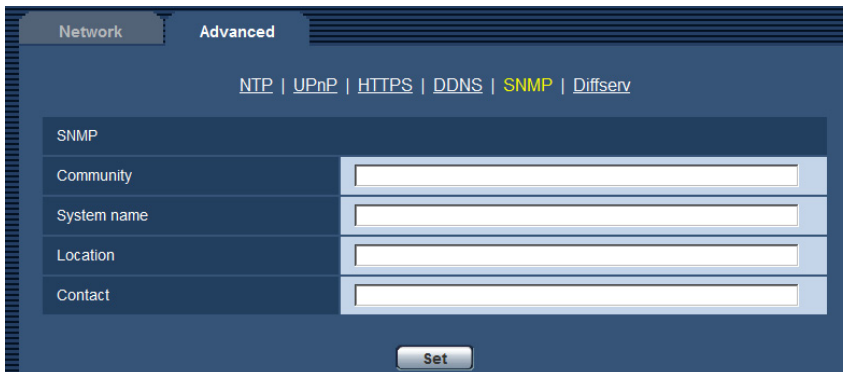 Network Advanced
NTP | UPnP | HTTPS | DDNS | SNMP | Diffserv
SNMP
Community
System name
Location
Contact
Set